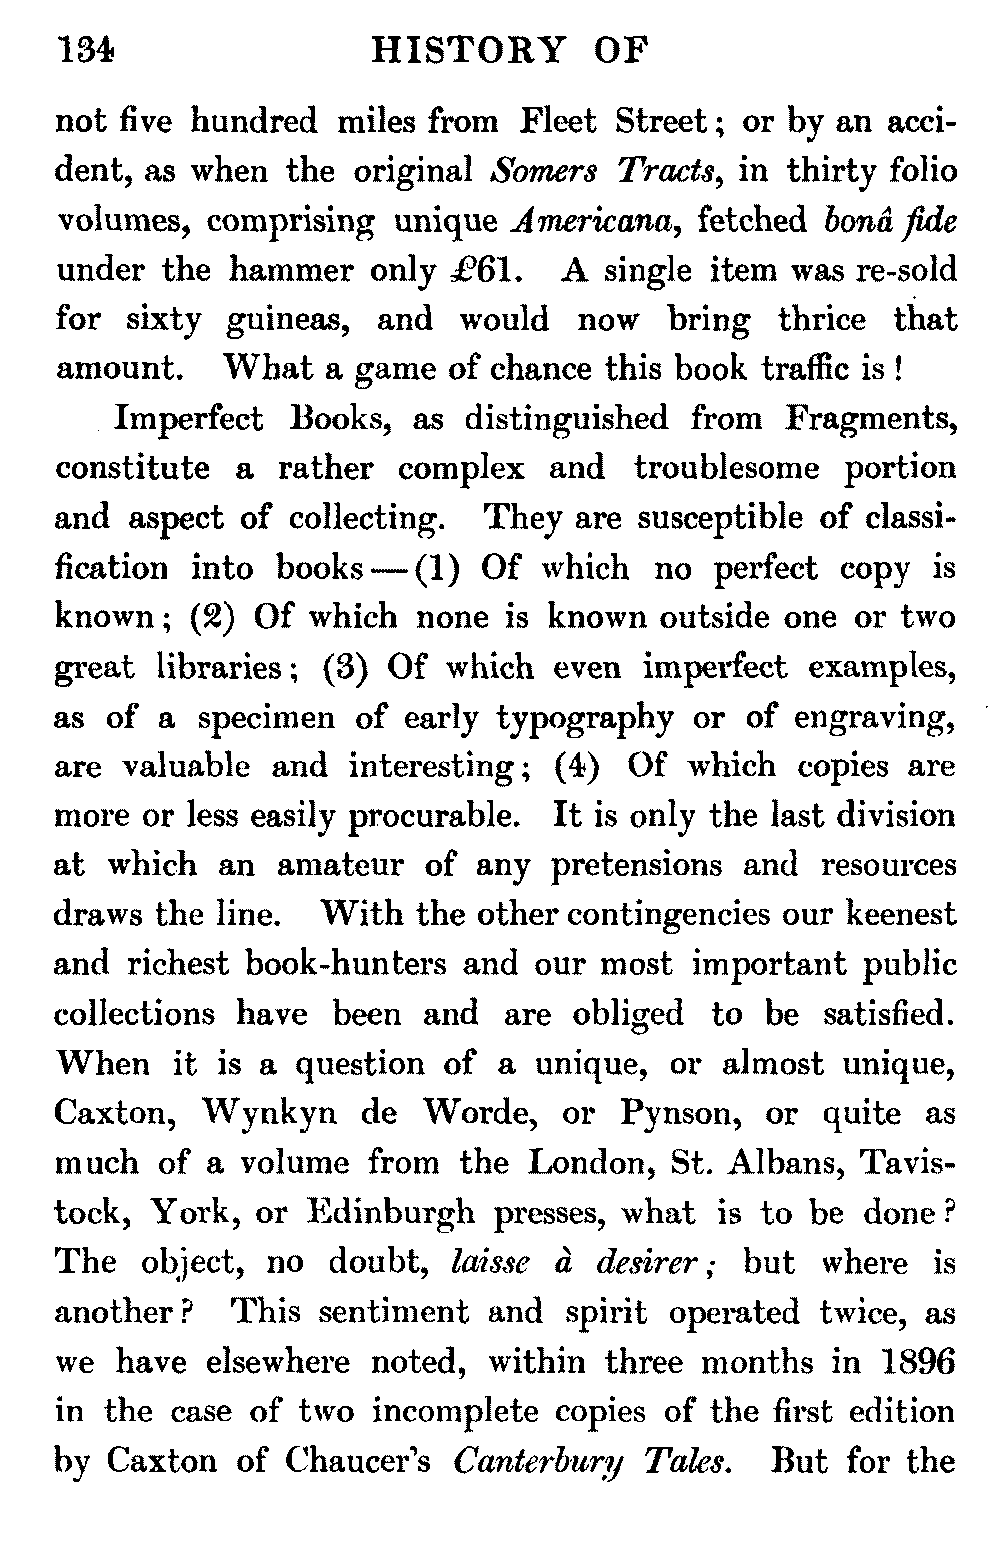 134 HISTORY OF
not five hundred miles from Fleet Street; or by an acci-
dent, as when the original Somers Tracts, in thirty folio
volumes, comprising unique Americana, fetched bonâ fide
under the hammer only £61. A single item was re-sold
for sixty guineas, and would now bring thrice that
amount. What a game of chance this book traffic is!
Imperfect Books, as distinguished from Fragments,
constitute a rather complex and troublesome portion
and aspect of collecting. They are susceptible of classi-
fication into books—(1) Of which no perfect copy is
known; (2) Of which none is known outside one or two
great libraries; (3) Of which even imperfect examples,
as of a specimen of early typography or of engraving,
are valuable and interesting; (4) Of which copies are
more or less easily procurable. It is only the last division
at which an amateur of any pretensions and resources
draws the line. With the other contingencies our keenest
and richest book-hunters and our most important public
collections have been and are obliged to be satisfied.
When it is a question of a unique, or almost unique,
Caxton, Wynkyn de Worde, or Pynson, or quite as
much of a volume from the London, St. Albans, Tavis-
tock, York, or Edinburgh presses, what is to be done?
The object, no doubt, laisse à desirer; but where is
another? This sentiment and spirit operated twice, as
we have elsewhere noted, within three months in 1896
in the case of two incomplete copies of the first edition
by Caxton of Chaucer's Canterbury Tales. But for the